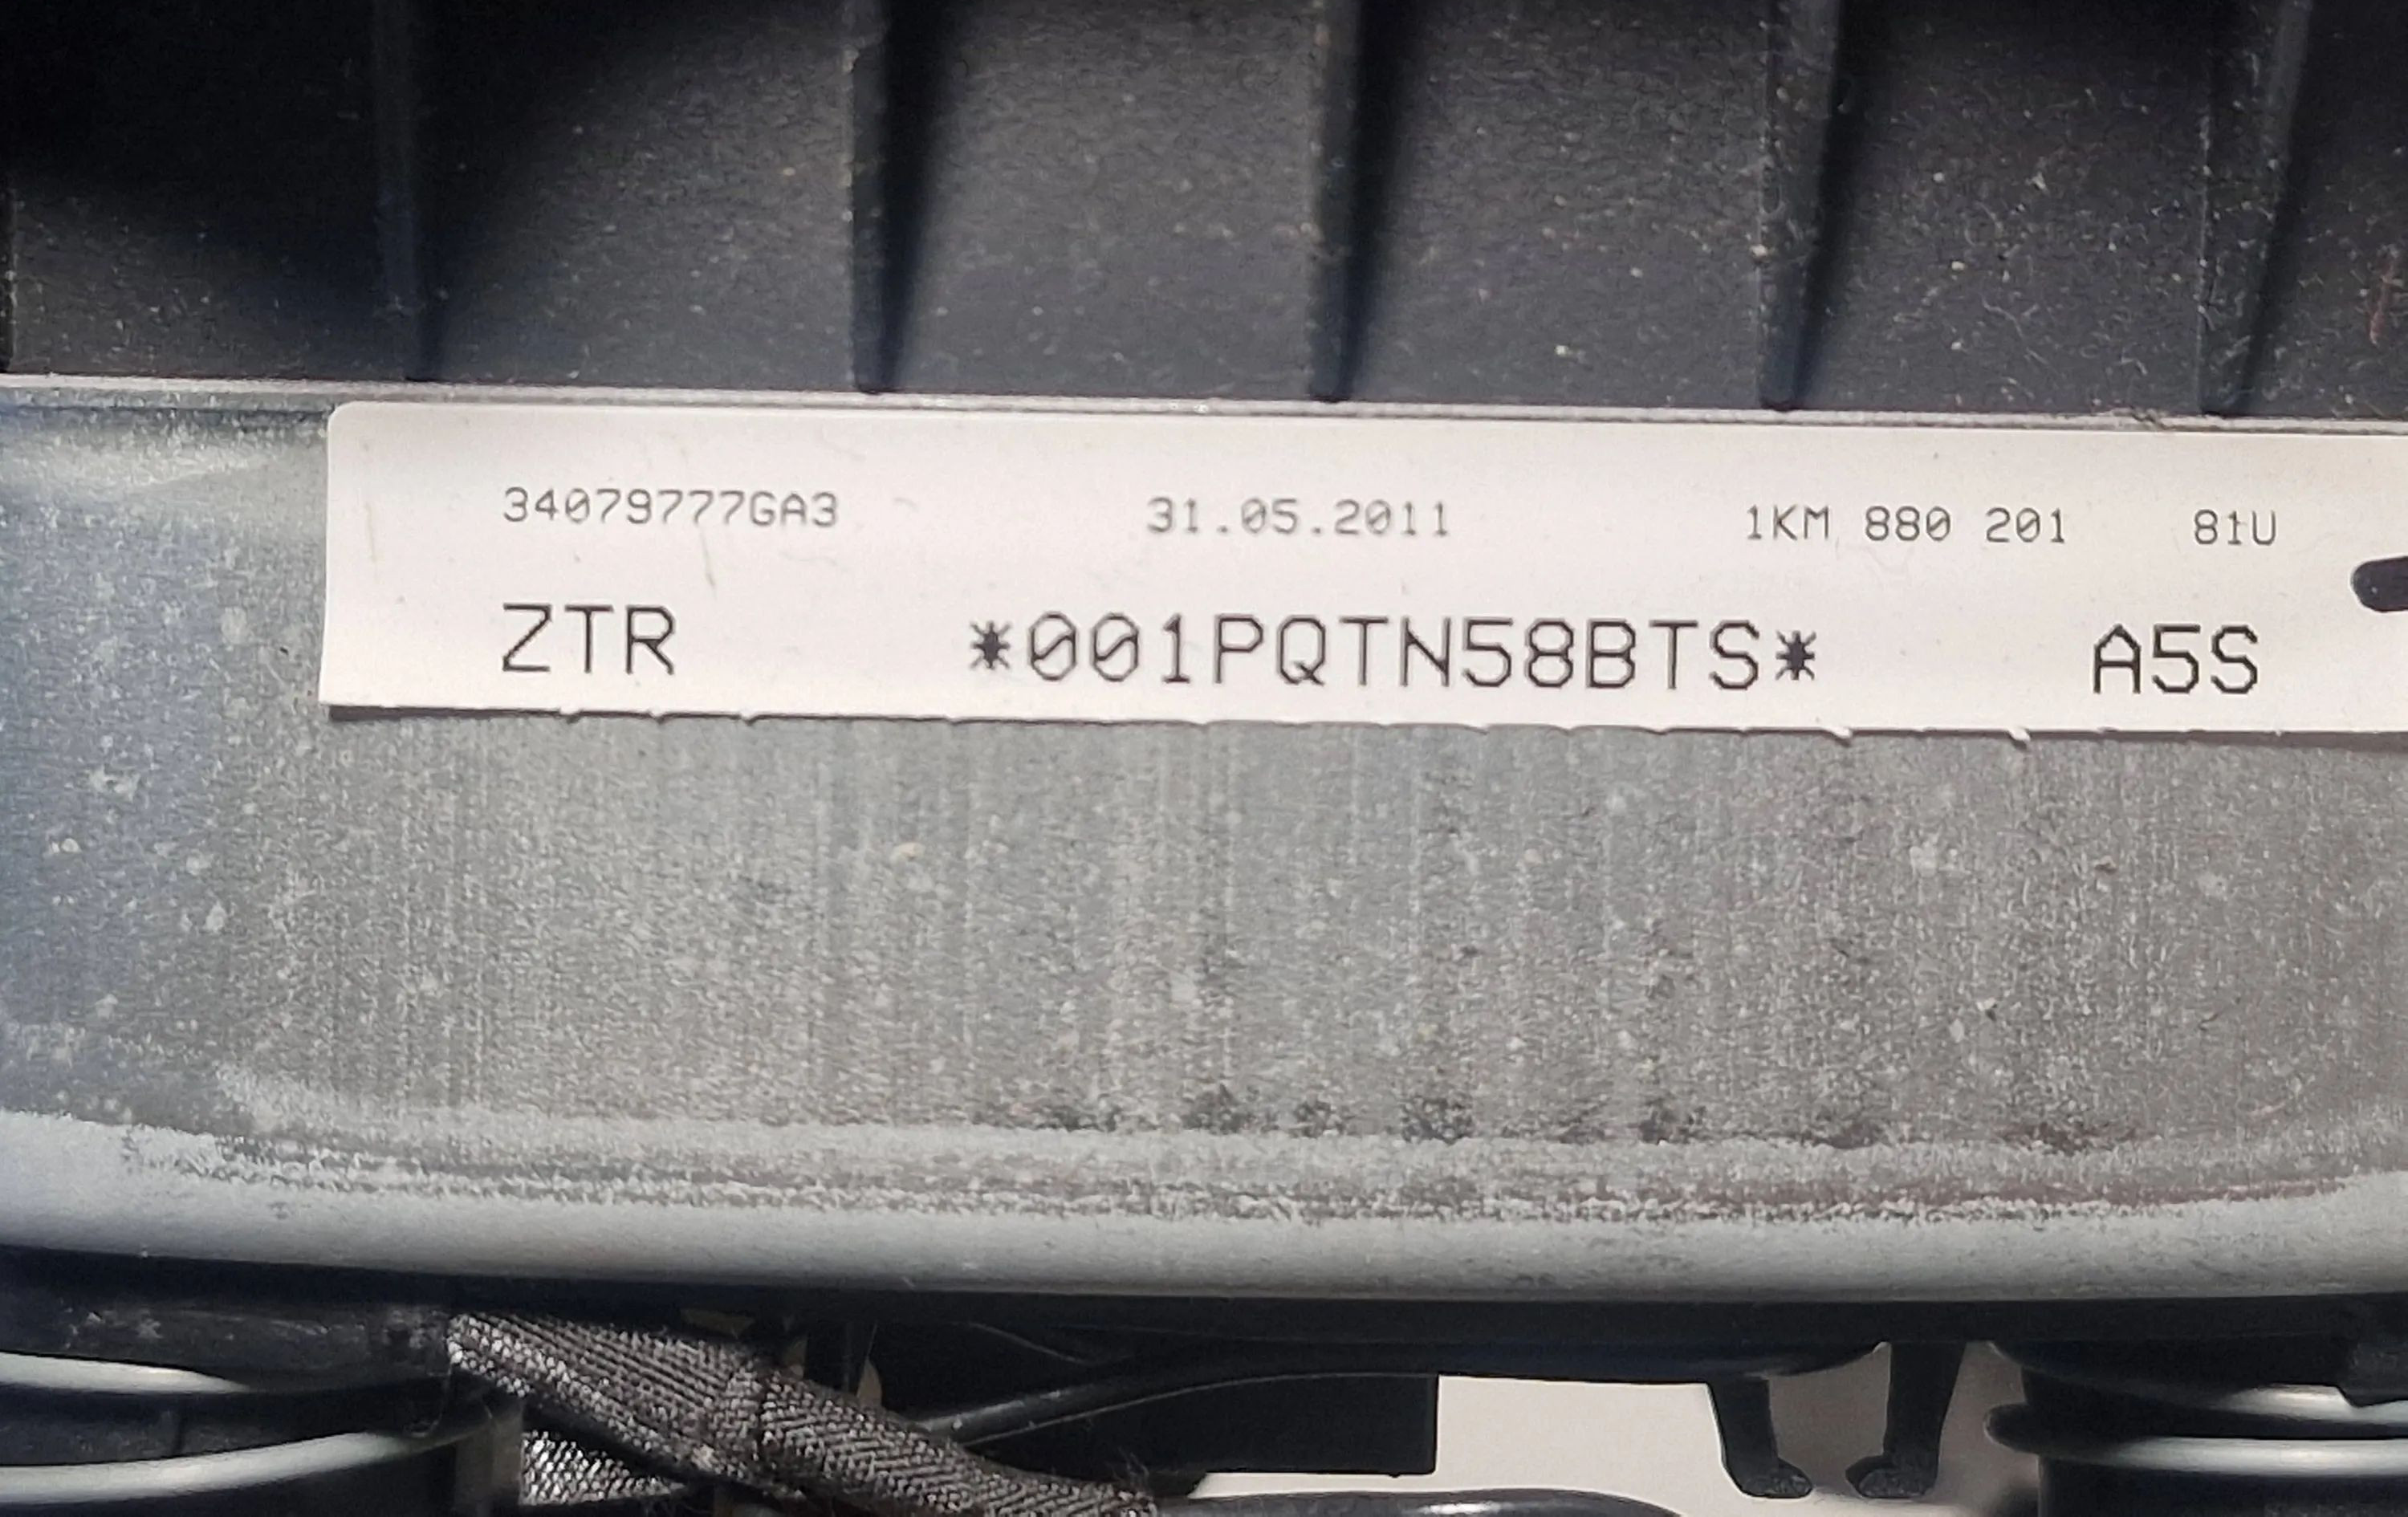 34079777GA3 31.05.2011 1KM 880 201 81U
ZTR *001PQTN58BTS* A5S